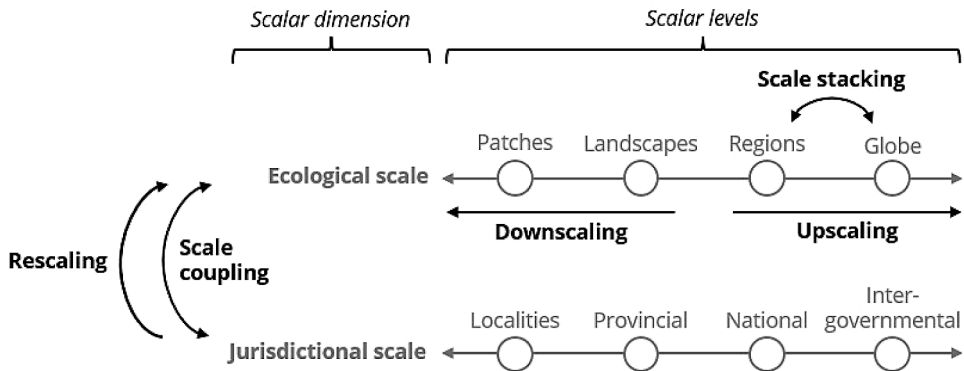 Scalar dimension
Scalar levels
Scale stacking
Patches
Landscapes
Regions
Globe
Ecological scale
Downscaling
Upscaling
Rescaling
Scale
coupling
Localities
Provincial
National
Inter-
governmental
Jurisdictional scale